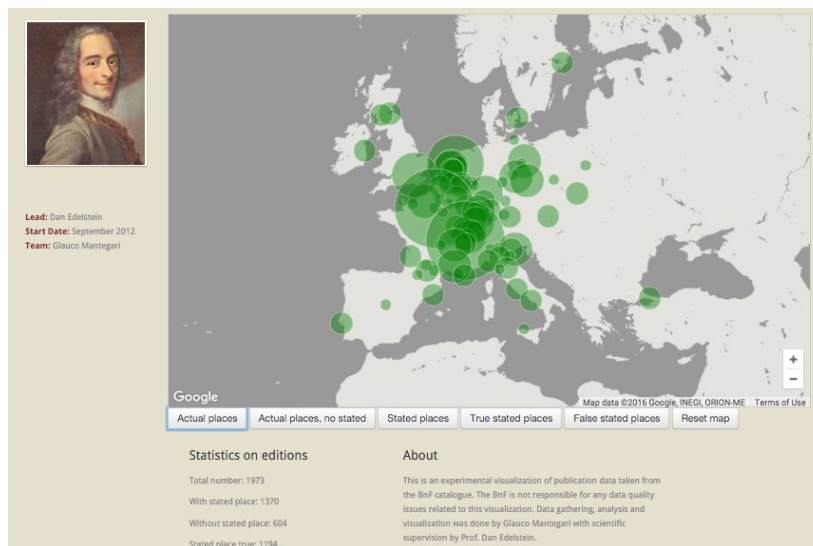 Lead: Dan Edelstein
Start Date: September 2012
Team: Glauco Mantegari
Google
Map data ©2016 Google, INEGI, ORION-ME Terms of Use
Actual places
Actual places, no stated
Stated places
True stated places
False stated places
Reset map
Statistics on editions
Total number: 1973
With stated place: 1370
Without stated place: 604
Stated place true: 1194
About
This is an experimental visualization of publication data taken from
the BnF catalogue. The BnF is not responsible for any data quality
issues related to this visualization. Data gathering, analysis and
visualization was done by Glauco Mantegari with scientific
supervision by Prof. Dan Edelstein.